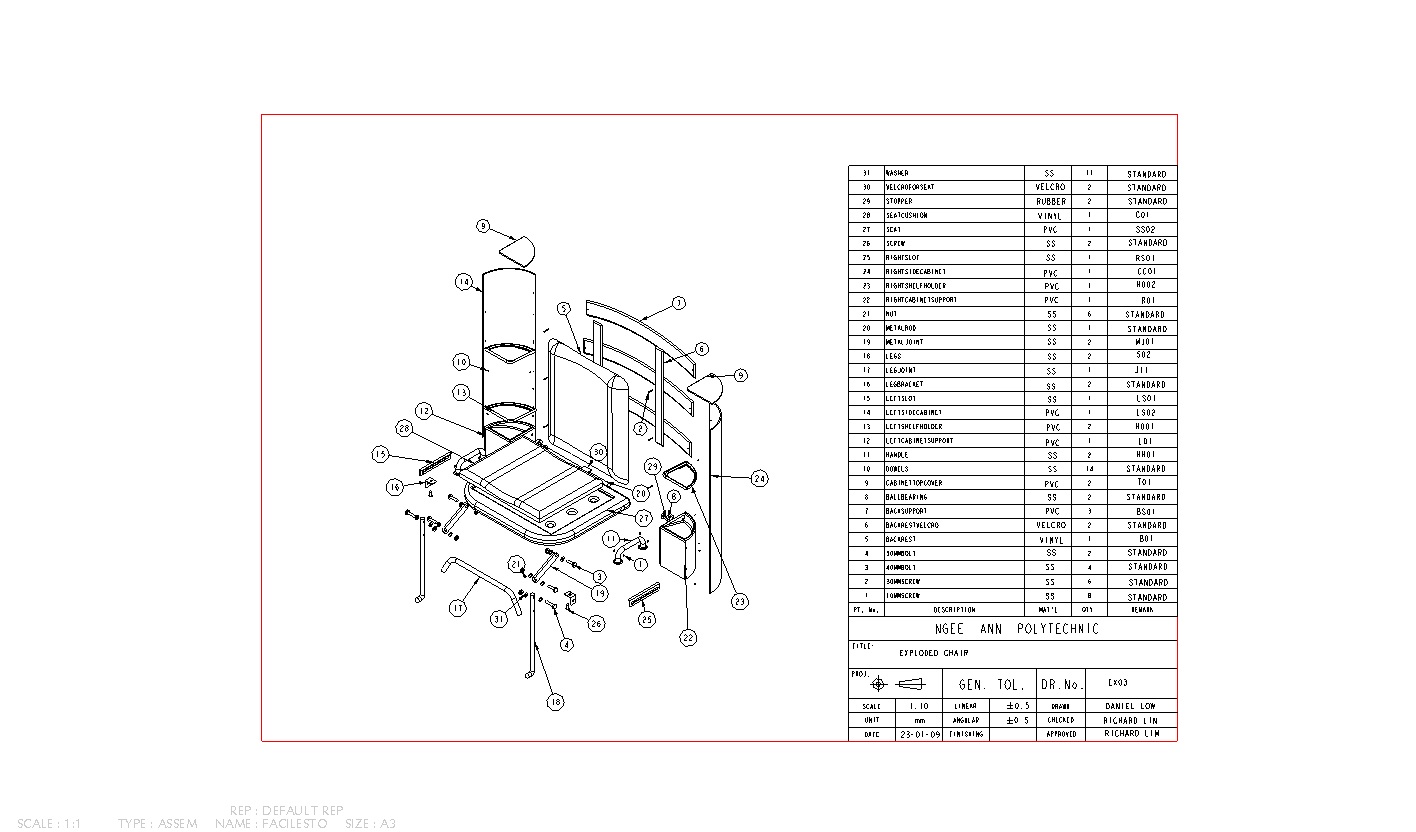 31 WASHER SS 11 STANDARD
30 VELCROFORSEAT VELCRO 2 STANDARD
29 STOPPER RUBBER 2 STANDARD
28 SEATCUSHION VINYL 1 C01
27 SEAT PVC 1 SS02
26 SCREW SS 2 STANDARD
25 RIGHTSLOT SS 1 RS01
24 RIGHTSIDECABINET PVC 1 CC01
23 RIGHTSHELFHOLDER PVC 1 H002
22 RIGHTCABINETSUPPORT PVC 1 R01
21 NUT SS 6 STANDARD
20 METALROD SS 1 STANDARD
19 METALJOINT SS 2 MJ01
18 LEGS SS 2 S02
17 LEGJOINT SS 1 J11
16 LEGBRACKET SS 2 STANDARD
15 LEFTSLOT SS 1 LS01
14 LEFTSIDECABINET PVC 1 LS02
13 LEFTSHELFHOLDER PVC 2 H001
12 LEFTCABINETSUPPORT PVC 1 L01
11 HANDLE SS 2 HH01
10 DOWELS SS 14 STANDARD
9 CABINETTOPCOVER PVC 2 T01
8 BALLBEARING SS 2 STANDARD
7 BACKSUPPORT PVC 3 BS01
6 BACKRESTVELCRO VELCRO 2 STANDARD
5 BACKREST VINYL 1 B01
4 50MMBOLT SS 2 STANDARD
3 40MMBOLT SS 4 STANDARD
2 30MMSCREW SS 6 STANDARD
1 10MMSCREW SS 8 STANDARD
PT. No. DESCRIPTION MAT'L QTY REMARK
NGEE ANN POLYTECHNIC
TITLE:
EXPLODED CHAIR
PROJ. GEN. TOL. DR.No. EX03
SCALE 1.10 LINEAR ±0.5 DRAWN DANIEL LOW
UNIT mm ANGULAR ±0 5 CHECKED RICHARD LIM
DATE 23-01-09 FINISHING APPROVED RICHARD LIM
9
14
5
7
6
10
9
13
12
2
28
15
30
29
24
16
20
8
27
11
21
1
3
19
23
17
31
26
25
4
22
18
REP : DEFAULT REP
SCALE : 1:1 TYPE : ASSEM NAME : FACILESTO SIZE : A3